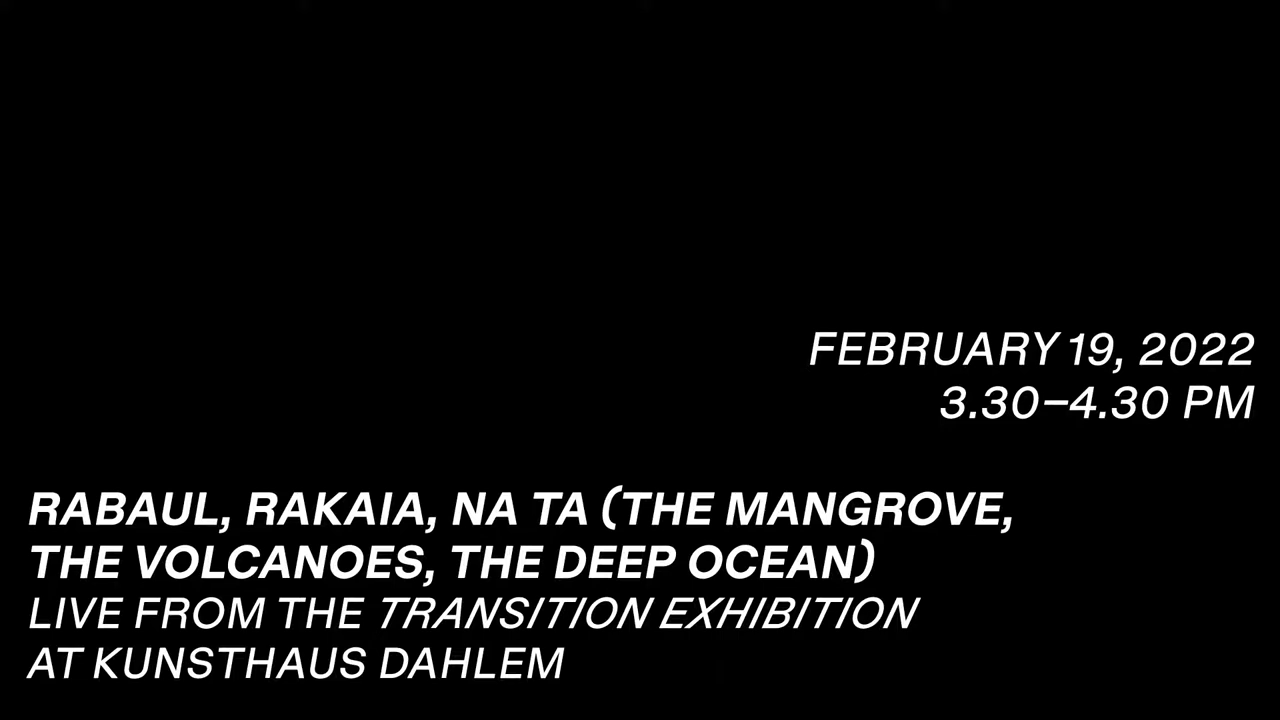 FEBRUARY 19, 2022
3.30–4.30 PM
RABAUL, RAKAIA, NA TA (THE MANGROVE,
THE VOLCANOES, THE DEEP OCEAN)
LIVE FROM THE TRANSITION EXHIBITION
AT KUNSTHAUS DAHLEM